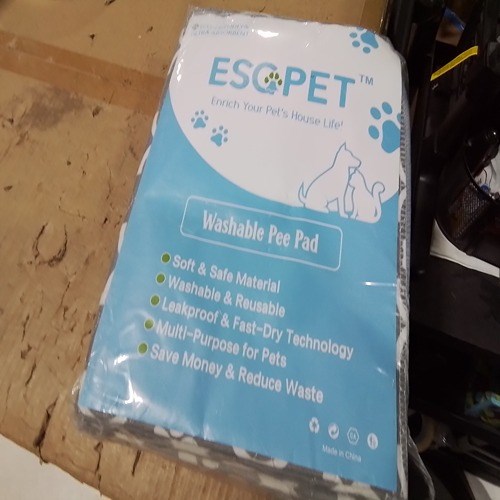 ESOPET™
Enrich Your Pet's House Life!
Washable Pee Pad
Soft & Safe Material
Washable & Reusable
Leakproof & Fast-Dry Technology
Multi-Purpose for Pets
Save Money & Reduce Waste
Made in China